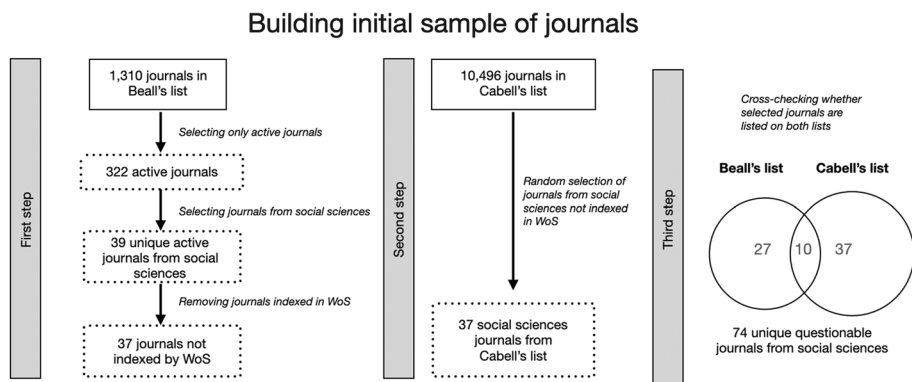 Building initial sample of journals
First step
1,310 journals in
Beall's list
Selecting only active journals
322 active journals
Selecting journals from social sciences
39 unique active
journals from social
sciences
Removing journals indexed in WoS
37 journals not
indexed by WoS
Second step
10,496 journals in
Cabell's list
Random selection of
journals from social
sciences not indexed
in WoS
37 social sciences
journals from
Cabell's list
Third step
Cross-checking whether
selected journals are
listed on both lists
Beall's list
Cabell's list
27
10
37
74 unique questionable
journals from social sciences